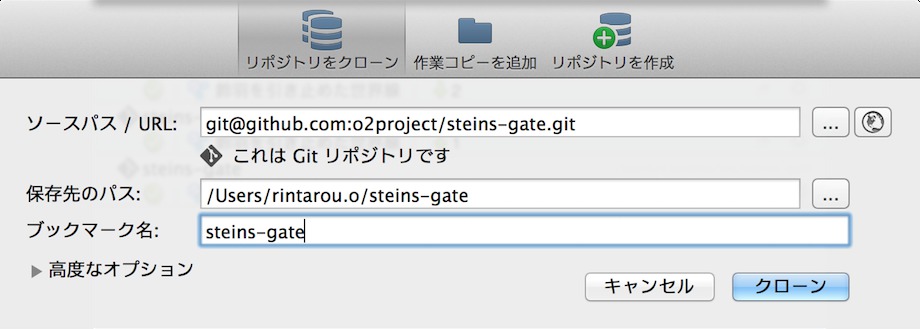 リポジトリをクローン 作業コピーを追加 リポジトリを作成
ソースパス / URL: git@github.com:o2project/steins-gate.git ...
これは Git リポジトリです
保存先のパス: /Users/rintarou.o/steins-gate ...
ブックマーク名: steins-gate
高度なオプション
キャンセル クローン